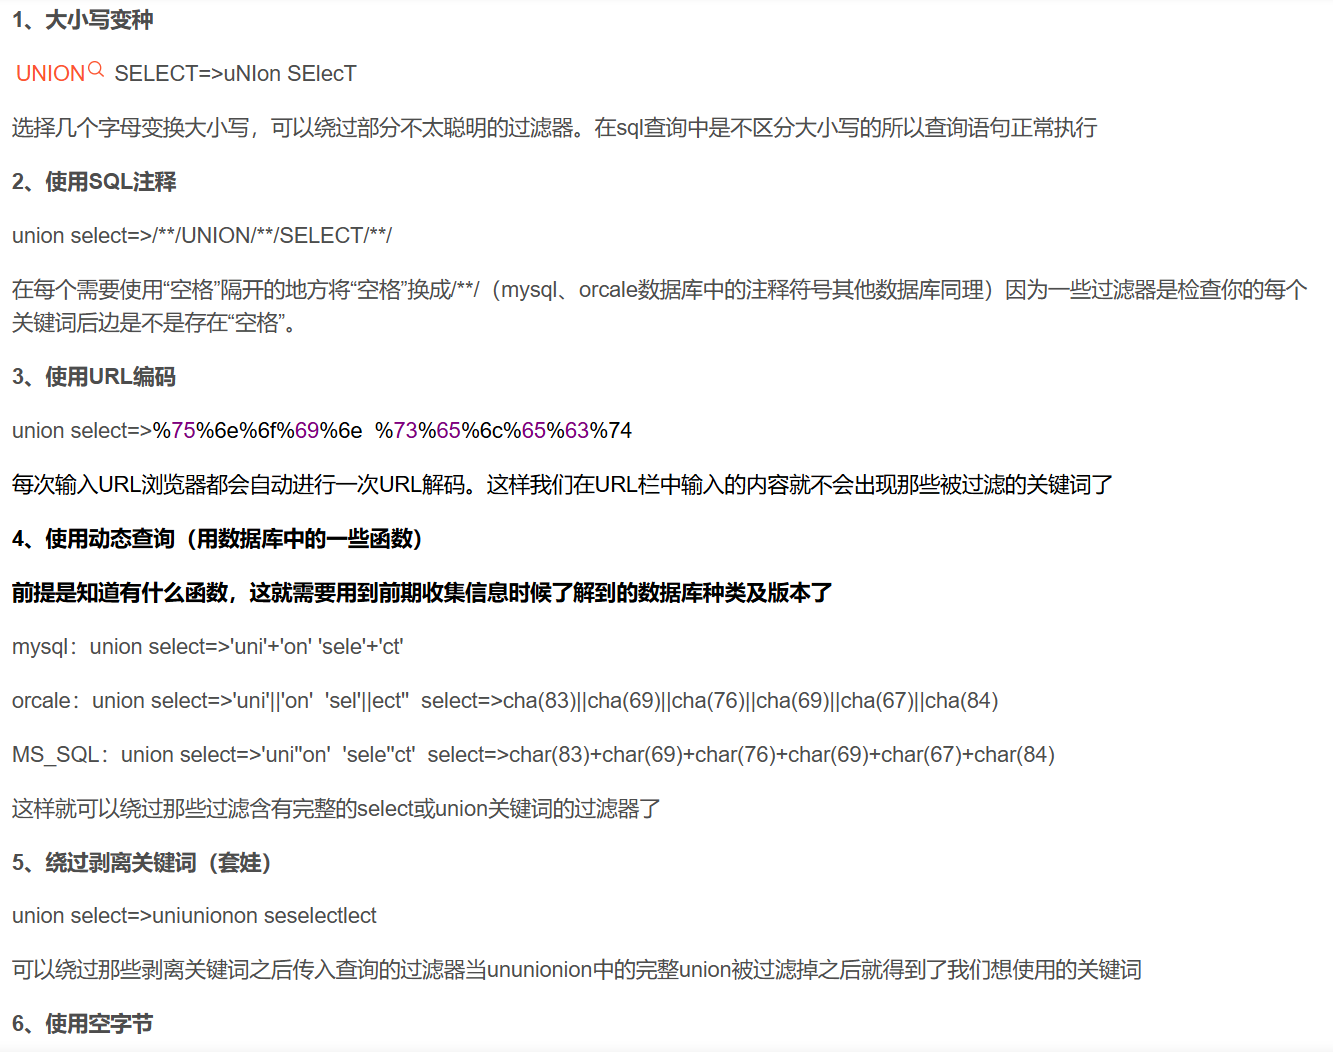 1、大小写变种
UNION SELECT=>uNIon SElecT
选择几个字母变换大小写，可以绕过部分不太聪明的过滤器。在sql查询中是不区分大小写的所以查询语句正常执行
2、使用SQL注释
union select=>/**/UNION/**/SELECT/**/
在每个需要使用“空格”隔开的地方将“空格”换成/**/（mysql、orcale数据库中的注释符号其他数据库同理）因为一些过滤器是检查你的每个
关键词后边是不是存在“空格”。
3、使用URL编码
union select=>%75%6e%6f%69%6e  %73%65%6c%65%63%74
每次输入URL浏览器都会自动进行一次URL解码。这样我们在URL栏中输入的内容就不会出现那些被过滤的关键词了
4、使用动态查询（用数据库中的一些函数）
前提是知道有什么函数，这就需要用到前期收集信息时候了解到的数据库种类及版本了
mysql：union select=>'uni'+'on' 'sele'+'ct'
orcale：union select=>'uni'||'on'  'sel'||ect''  select=>cha(83)||cha(69)||cha(76)||cha(69)||cha(67)||cha(84)
MS_SQL：union select=>'uni''on'  'sele''ct'  select=>char(83)+char(69)+char(76)+char(69)+char(67)+char(84)
这样就可以绕过那些过滤含有完整的select或union关键词的过滤器了
5、绕过剥离关键词（套娃）
union select=>uniunionon seselectlect
可以绕过那些剥离关键词之后传入查询的过滤器当ununionion中的完整union被过滤掉之后就得到了我们想使用的关键词
6、使用空字节